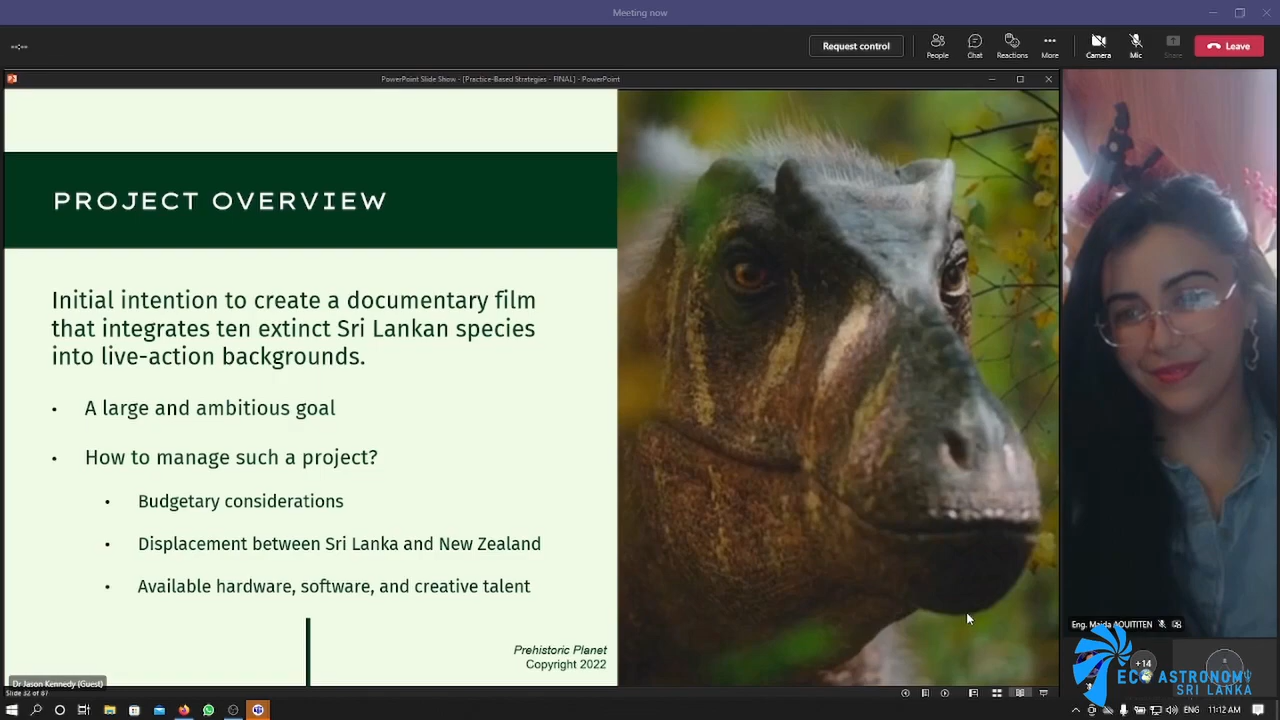 Meeting now
Request control
People
Chat
Reactions
More
Camera
Mic
Share
Leave
PowerPoint Slide Show - [Practice-Based Strategies - FINAL] - PowerPoint
PROJECT OVERVIEW
Initial intention to create a documentary film
that integrates ten extinct Sri Lankan species
into live-action backgrounds.
• A large and ambitious goal
• How to manage such a project?
• Budgetary considerations
• Displacement between Sri Lanka and New Zealand
• Available hardware, software, and creative talent
Prehistoric Planet
Copyright 2022
Dr Jason Kennedy (Guest)
Slide 32 of 87
Eng. Majda AOUITITEN
+14
ECO ASTRONOMY
SRI LANKA
ENG
11:12 AM